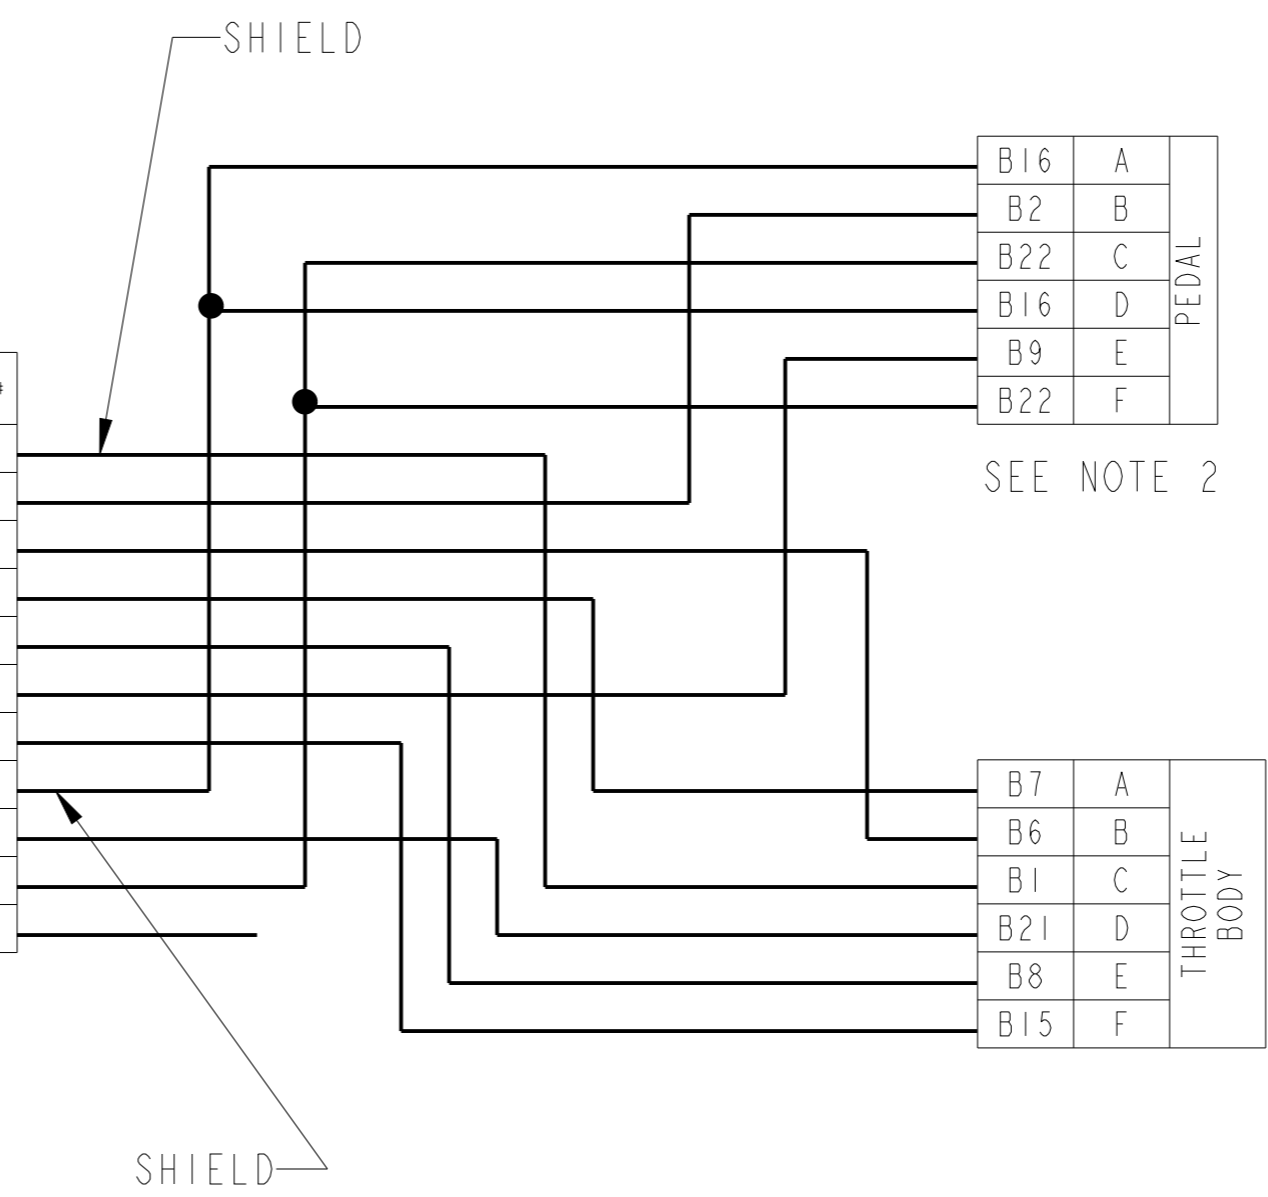 SHIELD
B16 A
B2 B
B22 C
B16 D
B9 E
B22 F
PEDAL
SEE NOTE 2
#
B7 A
B6 B
B1 C
B21 D
B8 E
B15 F
THROTTLE
BODY
SHIELD